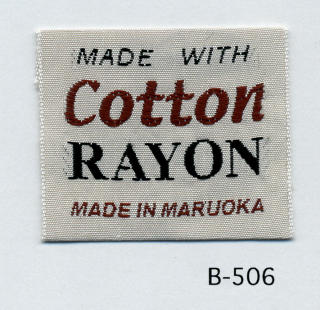 MADE WITH
Cotton
RAYON
MADE IN MARUOKA
B-506